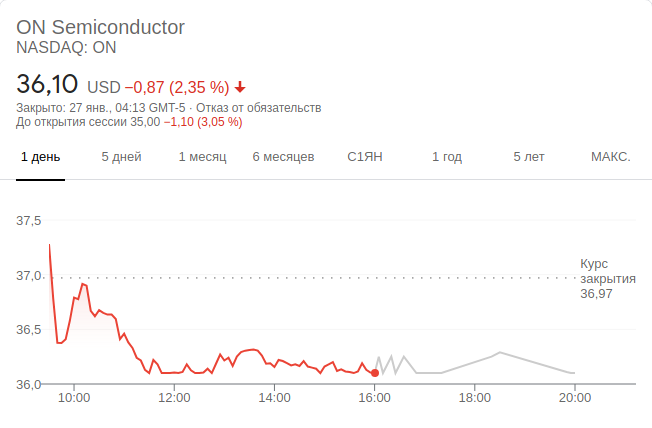 ON Semiconductor
NASDAQ: ON
36,10 USD −0,87 (2,35 %)
Закрыто: 27 янв., 04:13 GMT-5 · Отказ от обязательств
До открытия сессии 35,00 −1,10 (3,05 %)
1 день 5 дней 1 месяц 6 месяцев С1ЯН 1 год 5 лет МАКС.
37,5
37,0
36,5
36,0
Курс
закрытия
36,97
10:00 12:00 14:00 16:00 18:00 20:00